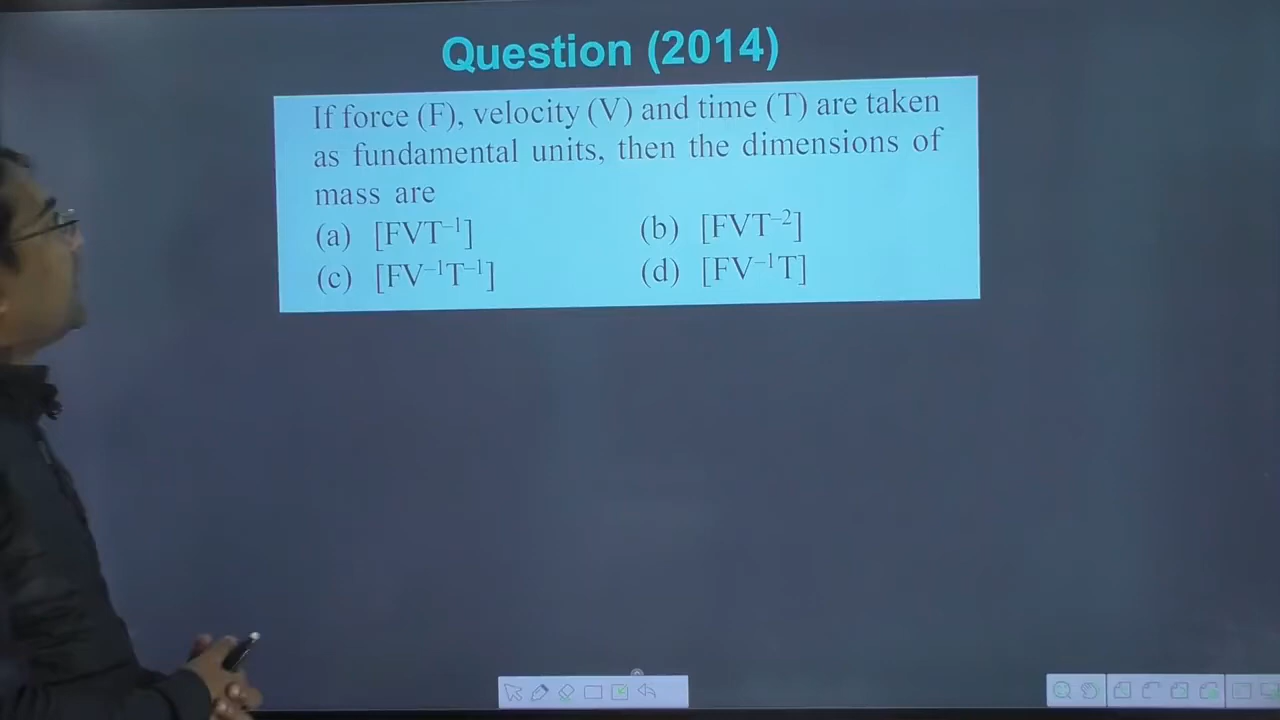 Question (2014)
If force (F), velocity (V) and time (T) are taken
as fundamental units, then the dimensions of
mass are
(a) [FVT⁻¹] (b) [FVT⁻²]
(c) [FV⁻¹T⁻¹] (d) [FV⁻¹T]